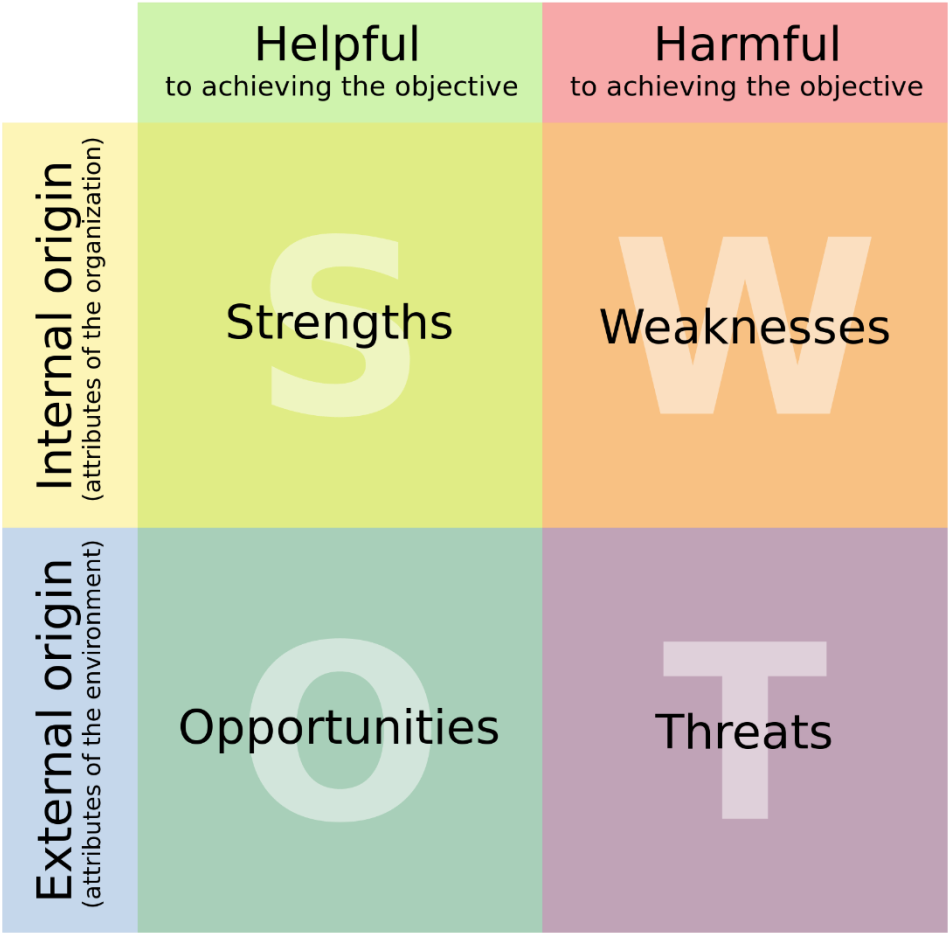 Helpful
to achieving the objective
Harmful
to achieving the objective
Internal origin
(attributes of the organization)
S
Strengths
W
Weaknesses
External origin
(attributes of the environment)
O
Opportunities
T
Threats